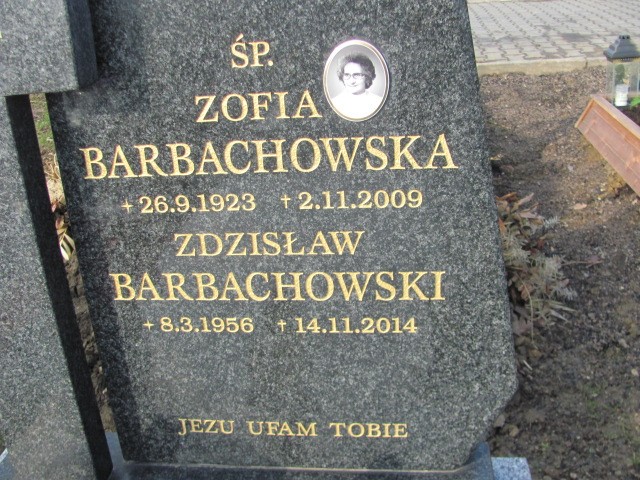 ŚP.
ZOFIA
BARBACHOWSKA
+ 26.9.1923 † 2.11.2009
ZDZISŁAW
BARBACHOWSKI
+ 8.3.1956 † 14.11.2014
JEZU UFAM TOBIE